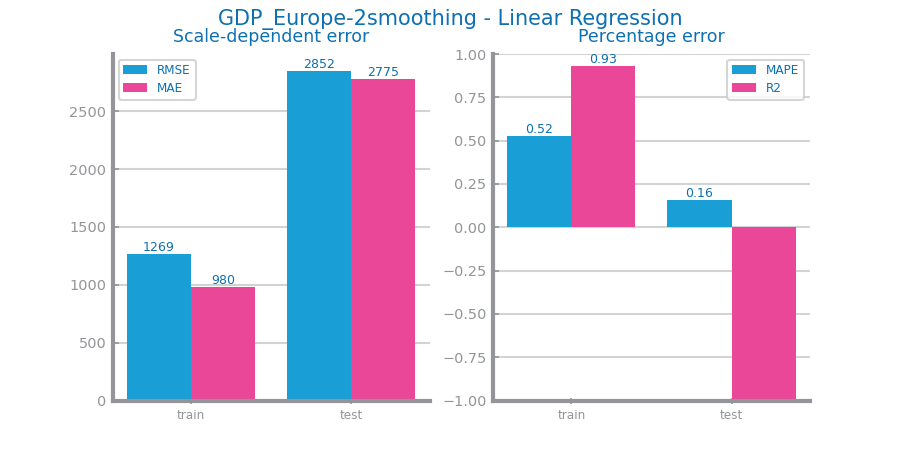 GDP_Europe-2smoothing - Linear Regression
Scale-dependent error
RMSE
MAE
2852
2775
1269
980
2500
2000
1500
1000
500
0
train
test
Percentage error
MAPE
R2
0.93
0.52
0.16
1.00
0.75
0.50
0.25
0.00
−0.25
−0.50
−0.75
−1.00
train
test